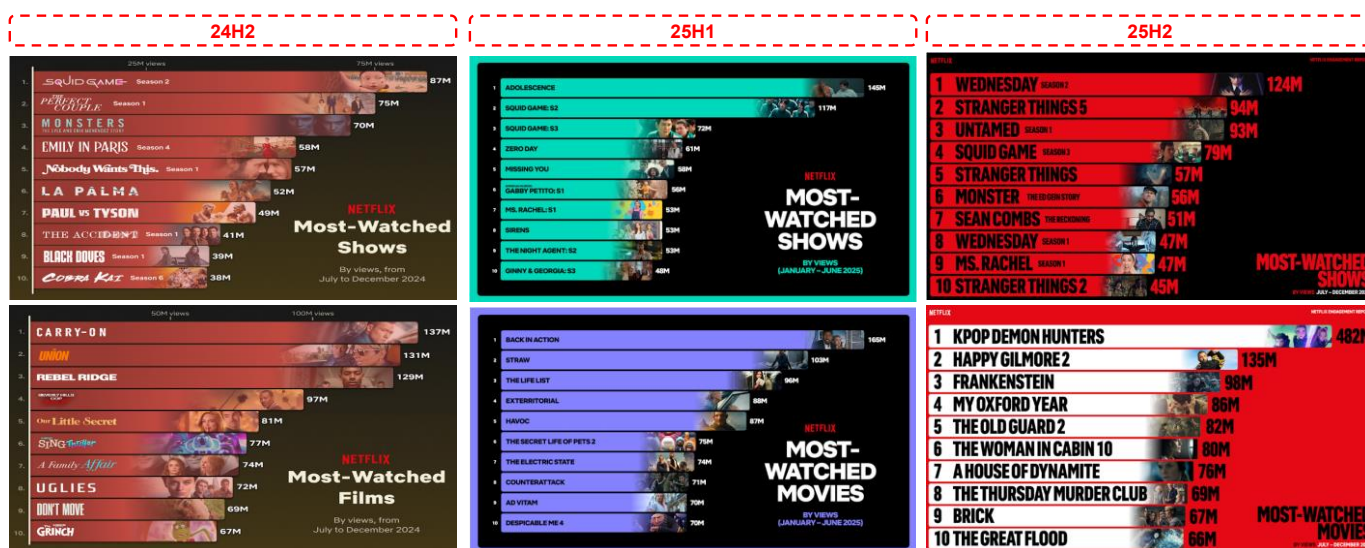 24H2
25H1
25H2
25M views 75M views
1. SQUID GAME Season 2 87M
2. THE PERFECT COUPLE Season 1 75M
3. MONSTERS 70M
THE LYLE AND ERIK MENENDEZ STORY
4. EMILY IN PARIS Season 4 58M
5. Nobody Wants This. Season 1 57M
6. LA PALMA 52M
7. PAUL VS TYSON 49M
8. THE ACCIDENT Season 1 41M
9. BLACK DOVES Season 1 39M
10. COBRA KAI Season 6 38M
NETFLIX
Most-Watched
Shows
By views, from
July to December 2024
1 ADOLESCENCE 145M
2 SQUID GAME: S2 117M
3 SQUID GAME: S3 72M
4 ZERO DAY 61M
5 MISSING YOU 58M
6 GABBY PETITO: S1 56M
7 MS. RACHEL: S1 53M
8 SIRENS 53M
9 THE NIGHT AGENT: S2 53M
10 GINNY & GEORGIA: S3 48M
NETFLIX
MOST-
WATCHED
SHOWS
BY VIEWS
(JANUARY – JUNE 2025)
NETFLIX
1 WEDNESDAY SEASON 2 124M
2 STRANGER THINGS 5 94M
3 UNTAMED SEASON 1 93M
4 SQUID GAME SEASON 3 79M
5 STRANGER THINGS 57M
6 MONSTER THE ED GEIN STORY 56M
7 SEAN COMBS THE RECKONING 51M
8 WEDNESDAY SEASON 1 47M
9 MS. RACHEL SEASON 1 47M
10 STRANGER THINGS 2 45M
MOST-WATCHED
SHOWS
BY VIEWS JULY – DECEMBER
50M views 100M views
1. CARRY-ON 137M
2. THE UNION 131M
3. REBEL RIDGE 129M
4. BEVERLY HILLS COP 97M
5. Our Little Secret 81M
6. SING: Thriller 77M
7. A Family Affair 74M
8. UGLIES 72M
9. DON'T MOVE 69M
10. GRINCH 67M
NETFLIX
Most-Watched
Films
By views, from
July to December 2024
1 BACK IN ACTION 165M
2 STRAW 103M
3 THE LIFE LIST 96M
4 EXTERRITORIAL 88M
5 HAVOC 87M
6 THE SECRET LIFE OF PETS 2 75M
7 THE ELECTRIC STATE 74M
8 COUNTERATTACK 71M
9 AD VITAM 70M
10 DESPICABLE ME 4 70M
NETFLIX
MOST-
WATCHED
MOVIES
BY VIEWS
(JANUARY – JUNE 2025)
NETFLIX NETFLIX ENGAGEMENT REPO
1 KPOP DEMON HUNTERS 482M
2 HAPPY GILMORE 2 135M
3 FRANKENSTEIN 98M
4 MY OXFORD YEAR 86M
5 THE OLD GUARD 2 82M
6 THE WOMAN IN CABIN 10 80M
7 A HOUSE OF DYNAMITE 76M
8 THE THURSDAY MURDER CLUB 69M
9 BRICK 67M
10 THE GREAT FLOOD 66M
MOST-WATCHED
MOVIES
BY VIEWS JULY – DECEMBER